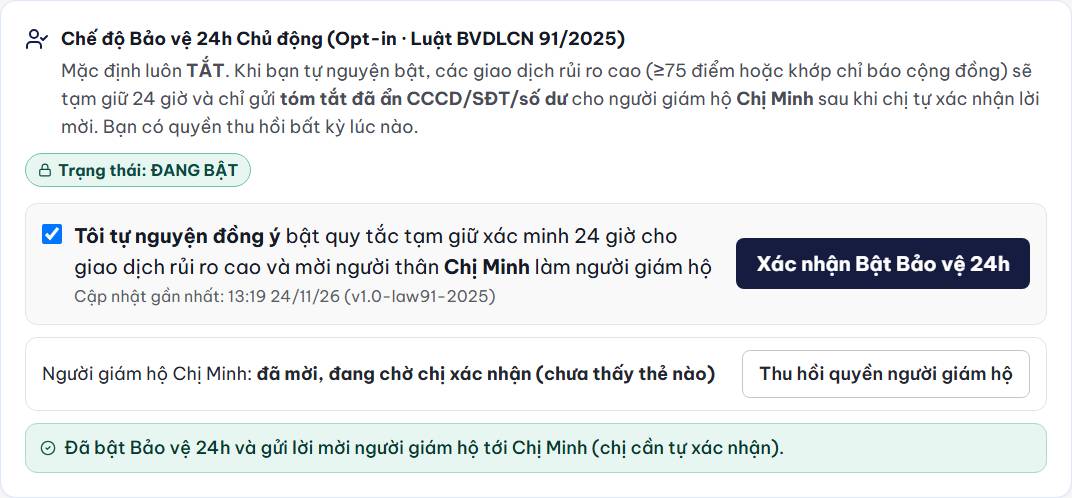 Chế độ Bảo vệ 24h Chủ động (Opt-in · Luật BVDLCN 91/2025)
Mặc định luôn TẮT. Khi bạn tự nguyện bật, các giao dịch rủi ro cao (≥75 điểm hoặc khớp chỉ báo cộng đồng) sẽ
tạm giữ 24 giờ và chỉ gửi tóm tắt đã ẩn CCCD/SĐT/số dư cho người giám hộ Chị Minh sau khi chị tự xác nhận lời
mời. Bạn có quyền thu hồi bất kỳ lúc nào.
Trạng thái: ĐANG BẬT
Tôi tự nguyện đồng ý bật quy tắc tạm giữ xác minh 24 giờ cho
giao dịch rủi ro cao và mời người thân Chị Minh làm người giám hộ
Cập nhật gần nhất: 13:19 24/11/26 (v1.0-law91-2025)
Xác nhận Bật Bảo vệ 24h
Người giám hộ Chị Minh: đã mời, đang chờ chị xác nhận (chưa thấy thẻ nào)
Thu hồi quyền người giám hộ
Đã bật Bảo vệ 24h và gửi lời mời người giám hộ tới Chị Minh (chị cần tự xác nhận).